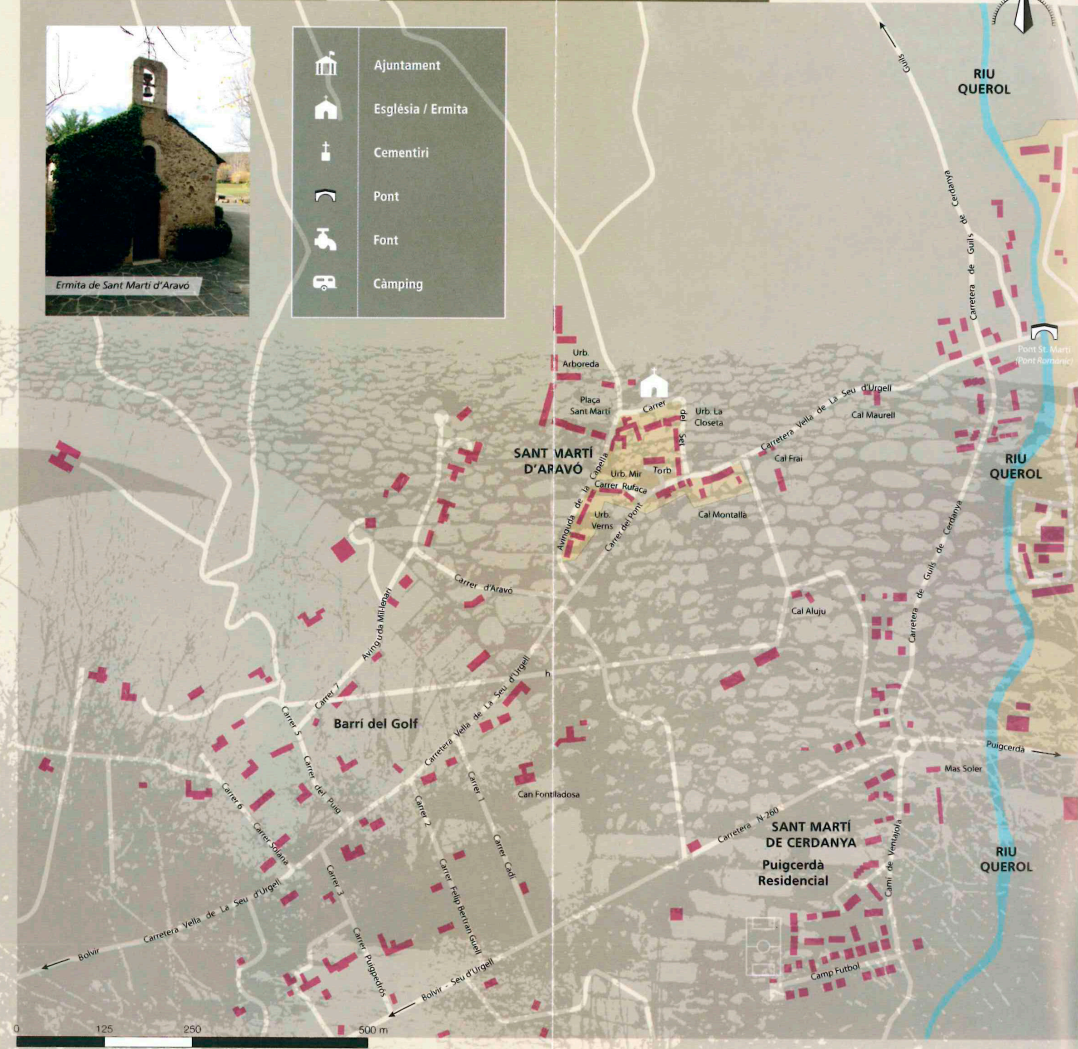 Ajuntament
Església / Ermita
Cementiri
Pont
Font
Càmping
Ermita de Sant Martí d'Aravó
Guils
RIU
QUEROL
Carretera de Guils de Cerdanya
Pont St. Martí
(Pont Romànic)
Urb.
Arboreda
Plaça
Sant Martí
Carrer
del Set
Urb. La
Closeta
Carretera Vella de La Seu d'Urgell
Cal Maurell
SANT MARTÍ
D'ARAVÓ
Avinguda de la Capella
Urb. Mir
Torb
Carrer Rufaca
Urb.
Verns
Carrer del Pont
Cal Frai
Cal Montallà
RIU
QUEROL
Carrer d'Aravó
Avinguda Mil·lenari
Cal Aluju
Carretera de Guils de Cerdanya
h
Carrer 7
Carrer 5
Barri del Golf
Carretera Vella de La Seu d'Urgell
Puigcerdà
Mas Soler
Carrer del Puig
Carrer 6
Carrer Solana
Carrer 3
Carrer 2
Carrer 1
Can Fontlladosa
Carretera N-260
SANT MARTÍ
DE CERDANYA
Puigcerdà
Residencial
Camí de Ventajola
RIU
QUEROL
Carrer Cadí
Carrer Felip Bertran Güell
Carrer Puigpedrós
Carretera Vella de La Seu d'Urgell
Bolvir
Bolvir - Seu d'Urgell
Camp Futbol
0 125 250 500 m